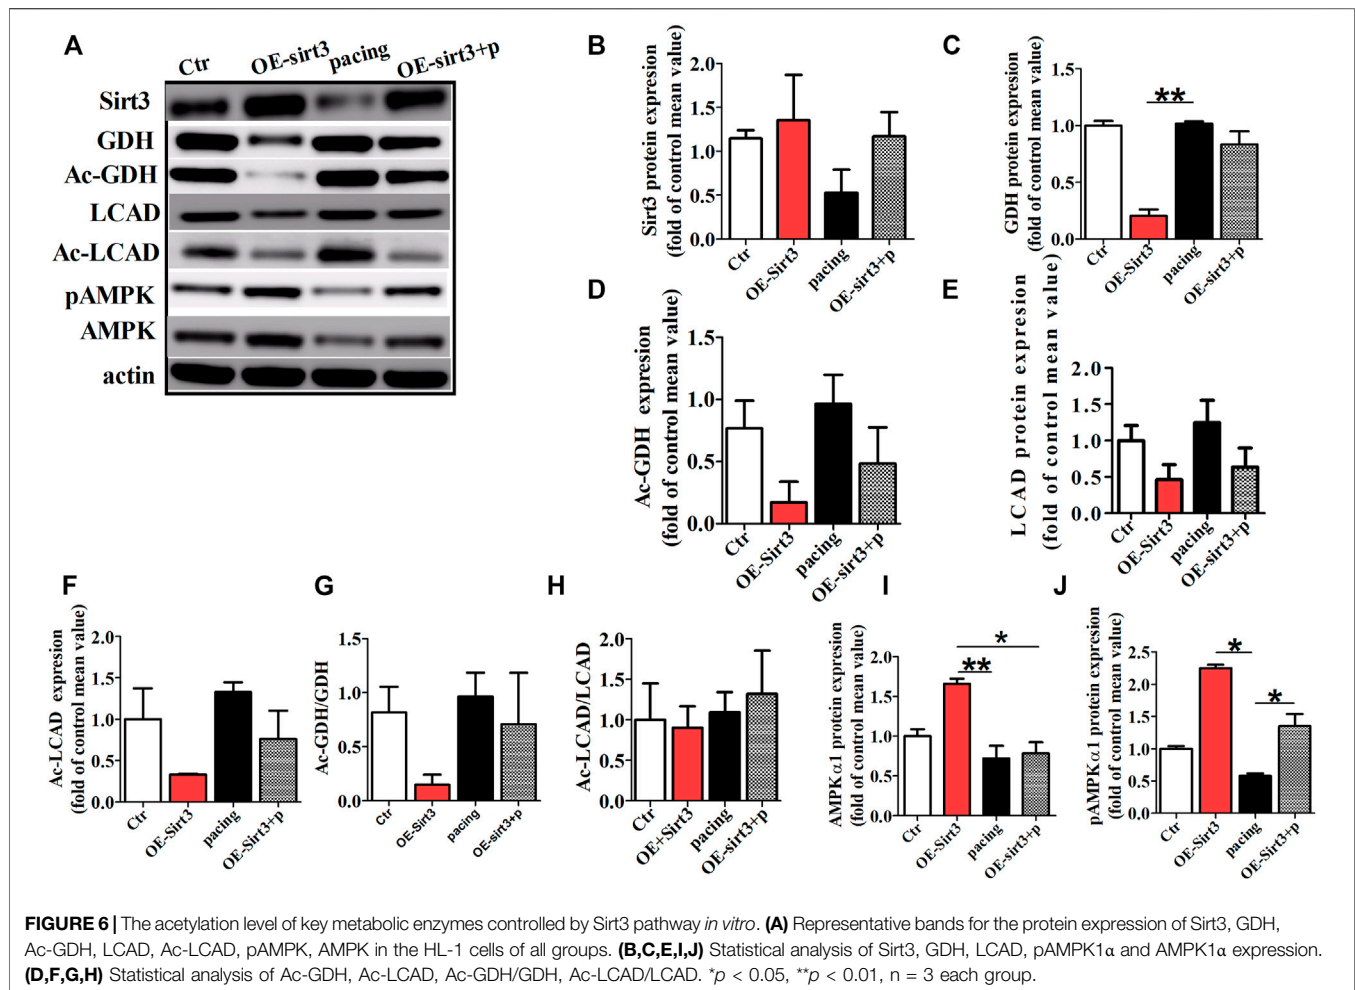 A
Ctr OE-sirt3 pacing OE-sirt3+p
Sirt3
GDH
Ac-GDH
LCAD
Ac-LCAD
pAMPK
AMPK
actin
B
Sirt3 protein expresion
(fold of control mean value)
2.0
1.5
1.0
0.5
0.0
Ctr OE-Sirt3 pacing OE-sirt3+p
C
GDH protein expresion
(fold of control mean value)
1.5
1.0
0.5
0.0
**
Ctr OE-Sirt3 pacing OE-sirt3+p
D
Ac-GDH expresion
(fold of control mean value)
1.5
1.0
0.5
0.0
Ctr OE-Sirt3 pacing OE-sirt3+p
E
LCAD protein expresion
(fold of control mean value)
2.0
1.5
1.0
0.5
0.0
Ctr OE-Sirt3 pacing OE-sirt3+p
F
Ac-LCAD expresion
(fold of control mean value)
2.0
1.5
1.0
0.5
0.0
Ctr OE-Sirt3 pacing OE-Sirt3+p
G
Ac-GDH/GDH
1.5
1.0
0.5
0.0
Ctr OE-Sirt3 pacing OE-sirt3+p
H
Ac-LCAD/LCAD
2.0
1.5
1.0
0.5
0.0
Ctr OE+Sirt3 pacing OE-sirt3+p
I
AMPKα1 protein expression
(fold of control mean value)
2.0
1.5
1.0
0.5
0.0
*
**
Ctr OE-Sirt3 pacing OE-sirt3+p
J
pAMPKα1 protein expression
(fold of control mean value)
2.5
2.0
1.5
1.0
0.5
0.0
*
*
Ctr OE-Sirt3 pacing OE-Sirt3+p
FIGURE 6 | The acetylation level of key metabolic enzymes controlled by Sirt3 pathway in vitro. (A) Representative bands for the protein expression of Sirt3, GDH,
Ac-GDH, LCAD, Ac-LCAD, pAMPK, AMPK in the HL-1 cells of all groups. (B,C,E,I,J) Statistical analysis of Sirt3, GDH, LCAD, pAMPK1α and AMPK1α expression.
(D,F,G,H) Statistical analysis of Ac-GDH, Ac-LCAD, Ac-GDH/GDH, Ac-LCAD/LCAD. *p < 0.05, **p < 0.01, n = 3 each group.